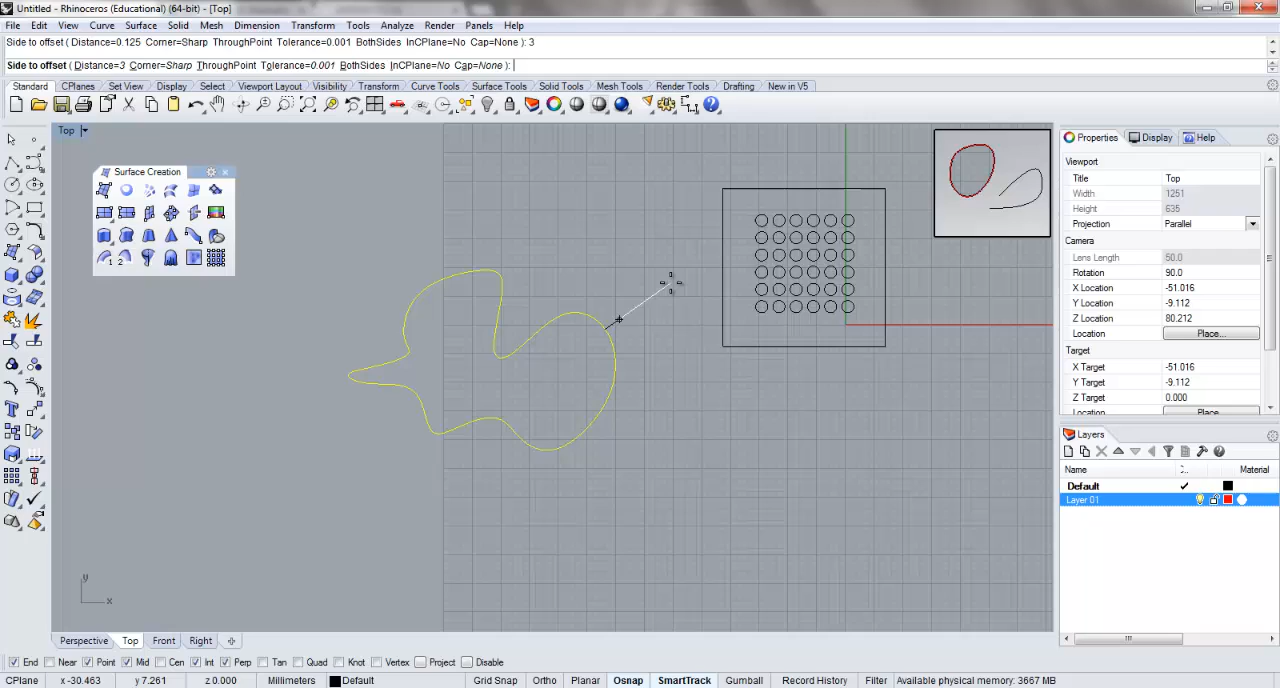 Untitled - Rhinoceros (Educational) (64-bit) - [Top]
File Edit View Curve Surface Solid Mesh Dimension Transform Tools Analyze Render Panels Help
Side to offset ( Distance=0.125 Corner=Sharp ThroughPoint Tolerance=0.001 BothSides InCPlane=No Cap=None ): 3
Side to offset ( Distance=3 Corner=Sharp ThroughPoint Tolerance=0.001 BothSides InCPlane=No Cap=None ):
Standard CPlanes Set View Display Select Viewport Layout Visibility Transform Curve Tools Surface Tools Solid Tools Mesh Tools Render Tools Drafting New in V5
Top
Surface Creation
Properties Display Help
Viewport
Title Top
Width 1251
Height 635
Projection Parallel
Camera
Lens Length 50.0
Rotation 90.0
X Location -51.016
Y Location -9.112
Z Location 80.212
Location Place...
Target
X Target -51.016
Y Target -9.112
Z Target 0.000
Location Place...
Layers
Name Material
Default
Layer 01
y
x
Perspective Top Front Right
End Near Point Mid Cen Int Perp Tan Quad Knot Vertex Project Disable
CPlane x -30.463 y 7.261 z 0.000 Millimeters Default Grid Snap Ortho Planar Osnap SmartTrack Gumball Record History Filter Available physical memory: 3667 MB